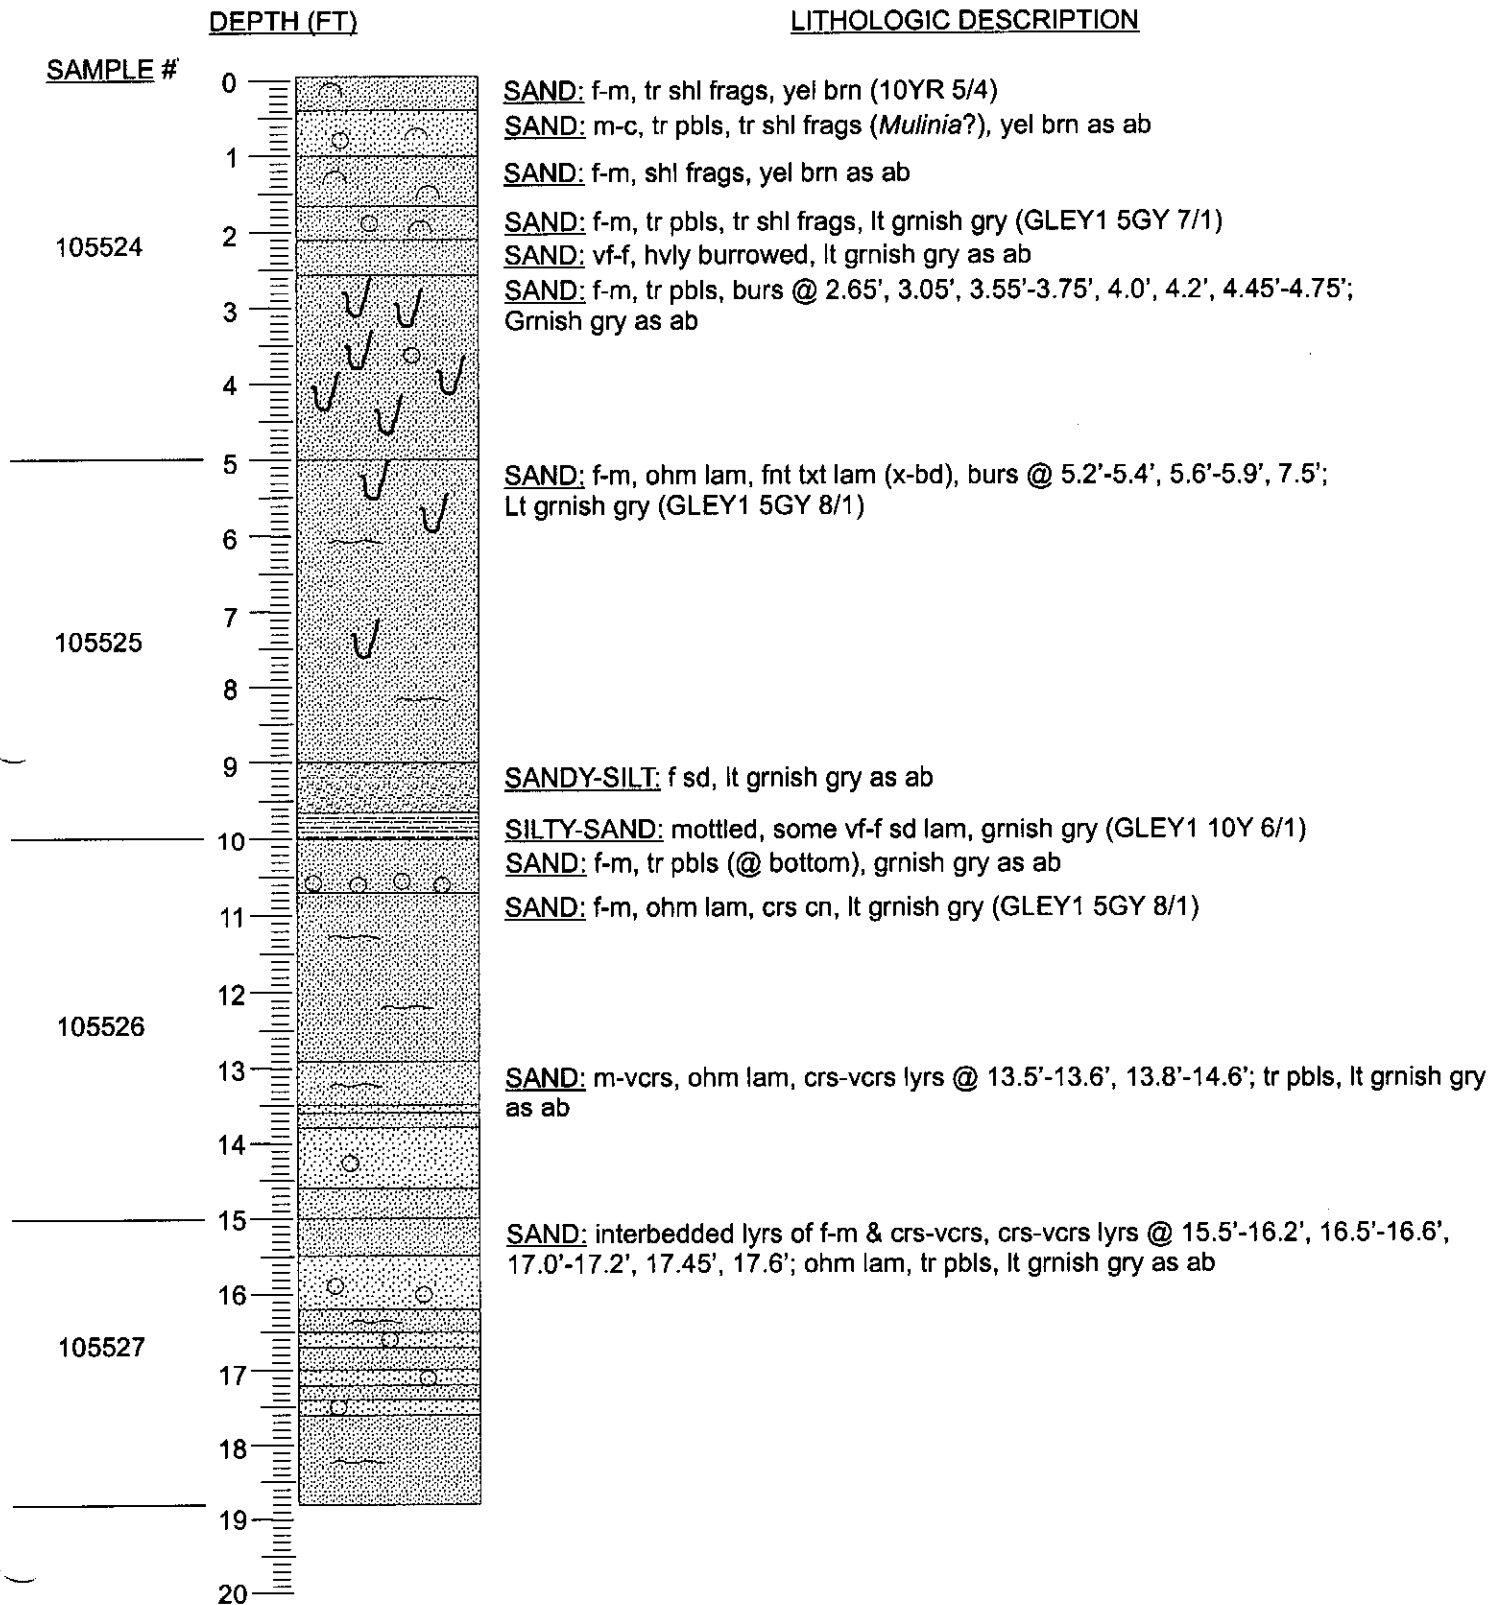 DEPTH (FT)
LITHOLOGIC DESCRIPTION
SAMPLE #
0
SAND: f-m, tr shl frags, yel brn (10YR 5/4)
SAND: m-c, tr pbls, tr shl frags (Mulinia?), yel brn as ab
1
SAND: f-m, shl frags, yel brn as ab
SAND: f-m, tr pbls, tr shl frags, lt grnish gry (GLEY1 5GY 7/1)
2
105524
SAND: vf-f, hvly burrowed, lt grnish gry as ab
SAND: f-m, tr pbls, burs @ 2.65', 3.05', 3.55'-3.75', 4.0', 4.2', 4.45'-4.75';
3
Grnish gry as ab
4
5
SAND: f-m, ohm lam, fnt txt lam (x-bd), burs @ 5.2'-5.4', 5.6'-5.9', 7.5';
Lt grnish gry (GLEY1 5GY 8/1)
6
7
105525
8
9
SANDY-SILT: f sd, lt grnish gry as ab
SILTY-SAND: mottled, some vf-f sd lam, grnish gry (GLEY1 10Y 6/1)
10
SAND: f-m, tr pbls (@ bottom), grnish gry as ab
SAND: f-m, ohm lam, crs cn, lt grnish gry (GLEY1 5GY 8/1)
11
12
105526
13
SAND: m-vcrs, ohm lam, crs-vcrs lyrs @ 13.5'-13.6', 13.8'-14.6'; tr pbls, lt grnish gry
as ab
14
15
SAND: interbedded lyrs of f-m & crs-vcrs, crs-vcrs lyrs @ 15.5'-16.2', 16.5'-16.6',
17.0'-17.2', 17.45', 17.6'; ohm lam, tr pbls, lt grnish gry as ab
16
105527
17
18
19
20